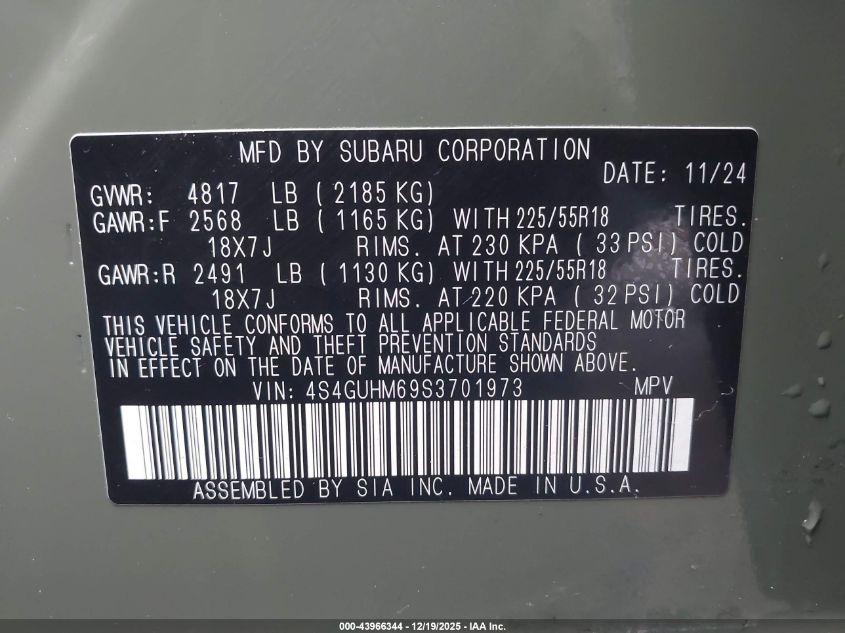 MFD BY SUBARU CORPORATION
DATE: 11/24
GVWR: 4817 LB ( 2185 KG)
GAWR:F 2568 LB ( 1165 KG) WITH 225/55R18 TIRES.
18X7J RIMS. AT 230 KPA ( 33 PSI) COLD
GAWR:R 2491 LB ( 1130 KG) WITH 225/55R18 TIRES.
18X7J RIMS. AT 220 KPA ( 32 PSI) COLD
THIS VEHICLE CONFORMS TO ALL APPLICABLE FEDERAL MOTOR
VEHICLE SAFETY AND THEFT PREVENTION STANDARDS
IN EFFECT ON THE DATE OF MANUFACTURE SHOWN ABOVE.
VIN: 4S4GUHM69S3701973 MPV
ASSEMBLED BY SIA INC. MADE IN U.S.A.
000-43966344 - 12/19/2025 - IAA Inc.